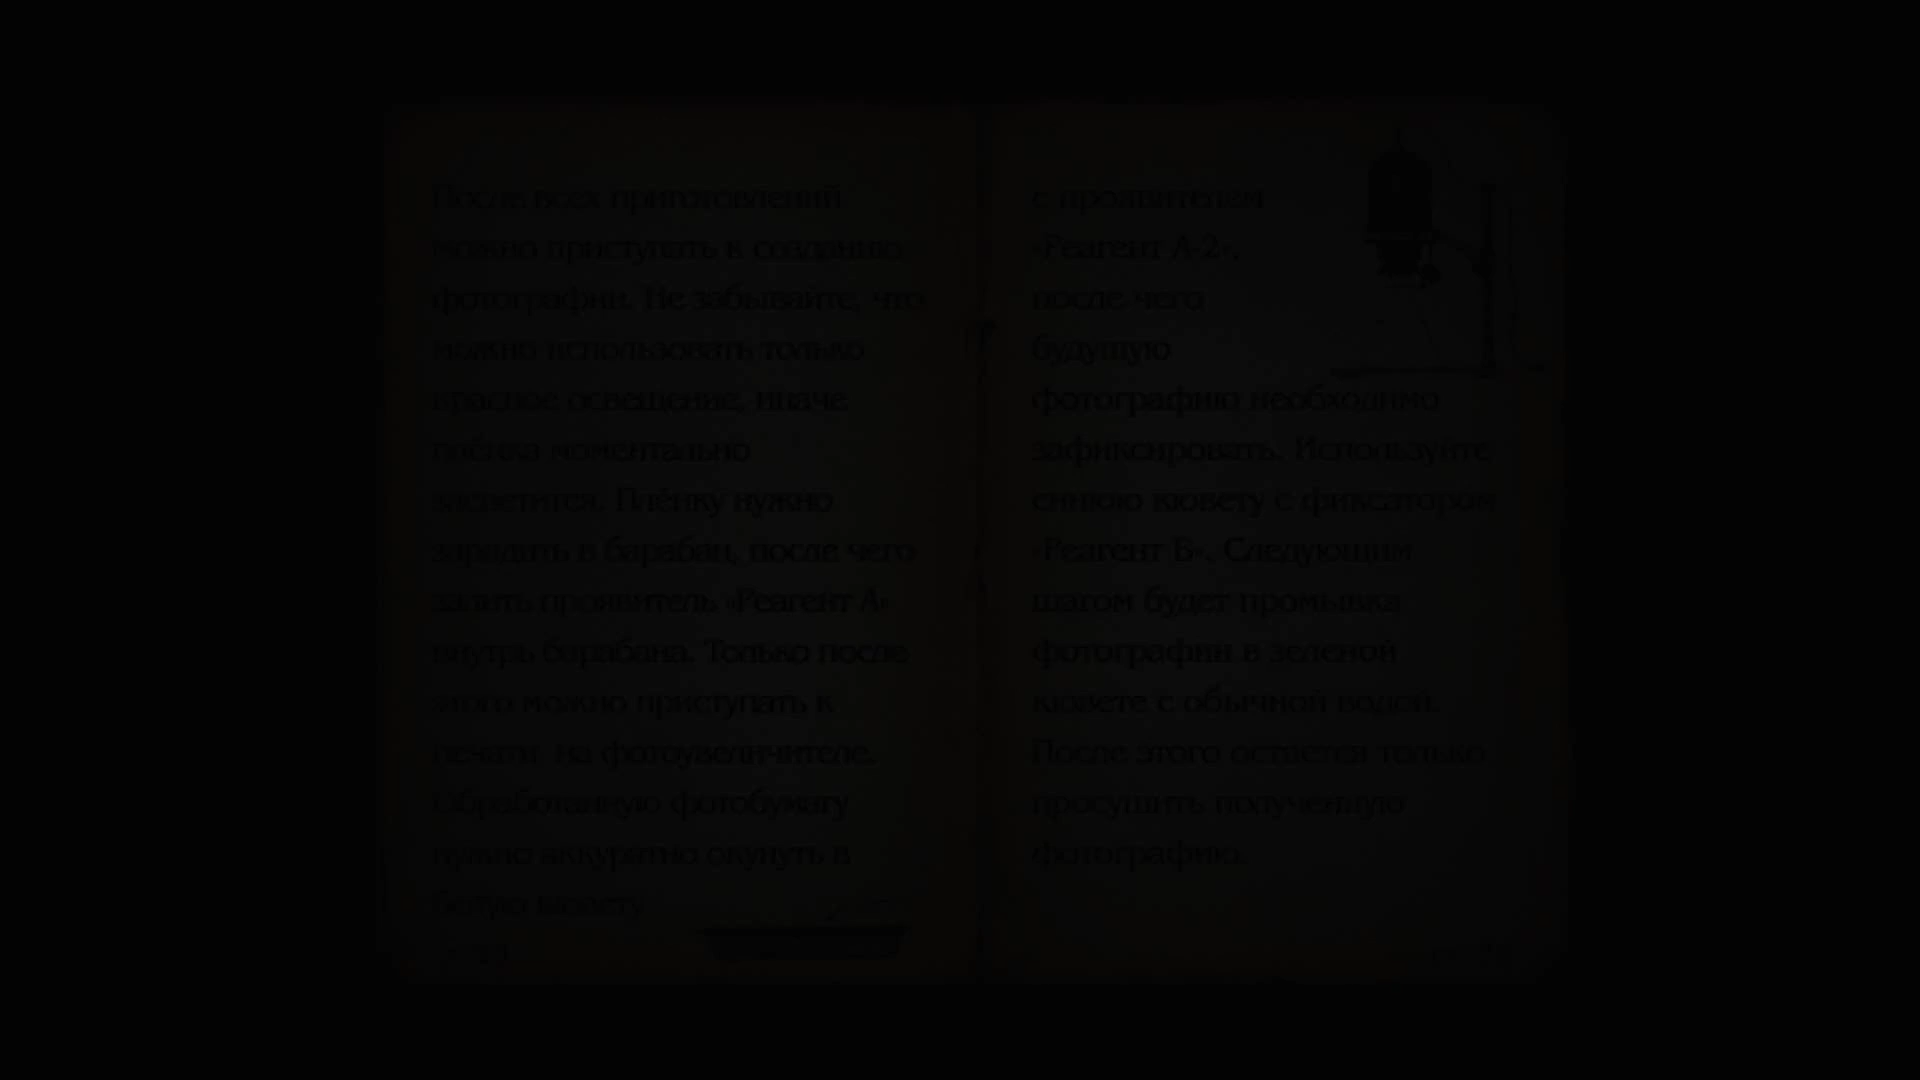 После всех приготовлений
можно приступать к созданию
фотографии. Не забывайте, что
можно использовать только
красное освещение, иначе
плёнка моментально
засветится. Плёнку нужно
зарядить в барабан, после чего
залить проявитель «Реагент А»
внутрь барабана. Только после
этого можно приступать к
печати на фотоувеличителе.
Обработанную фотобумагу
нужно аккуратно окунуть в
белую кювету
с проявителем
«Реагент А-2»,
после чего
будущую
фотографию необходимо
зафиксировать. Используйте
синюю кювету с фиксатором
«Реагент Б». Следующим
шагом будет промывка
фотографии в зеленой
кювете с обычной водой.
После этого остается только
просушить полученную
фотографию.